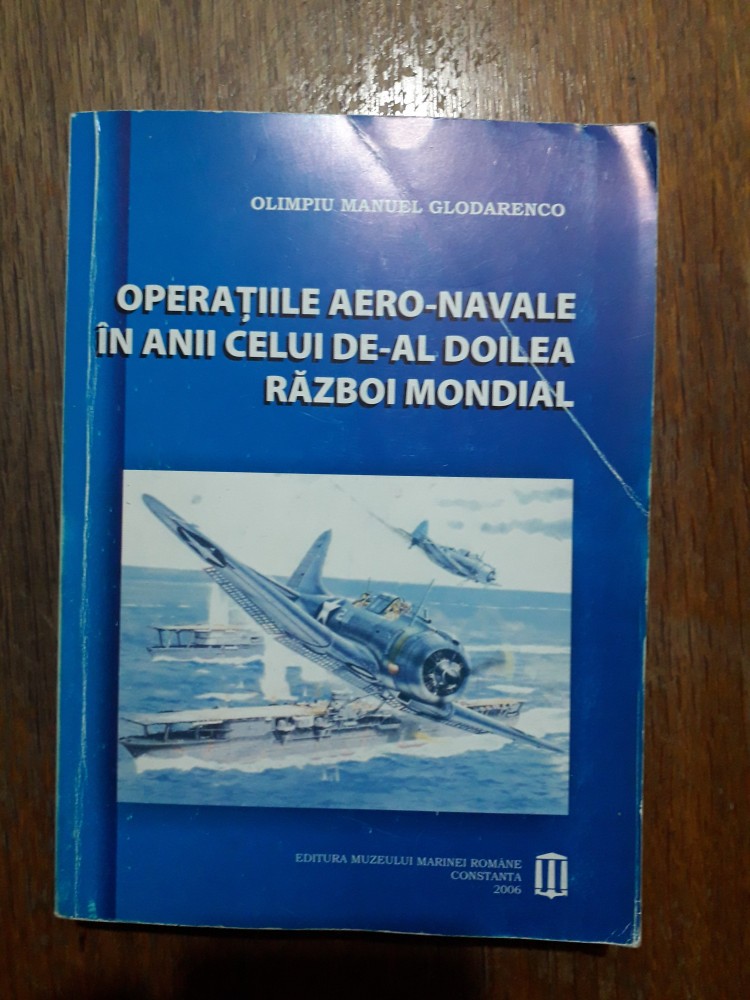 OLIMPIU MANUEL GLODARENCO
OPERAȚIILE AERO-NAVALE
ÎN ANII CELUI DE-AL DOILEA
RĂZBOI MONDIAL
EDITURA MUZEULUI MARINEI ROMÂNE
CONSTANTA
2006